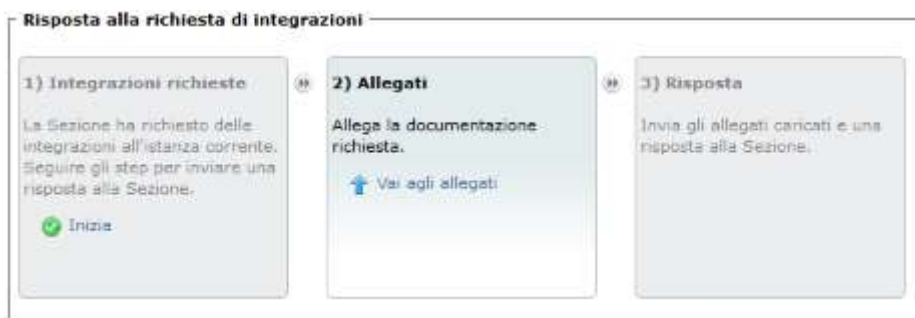 Risposta alla richiesta di integrazioni
1) Integrazioni richieste
La Sezione ha richiesto delle
integrazioni all'istanza corrente.
Seguire gli step per inviare una
risposta alla Sezione.
Inizia
2) Allegati
Allega la documentazione
richiesta.
Vai agli allegati
3) Risposta
Invia gli allegati caricati e una
risposta alla Sezione.